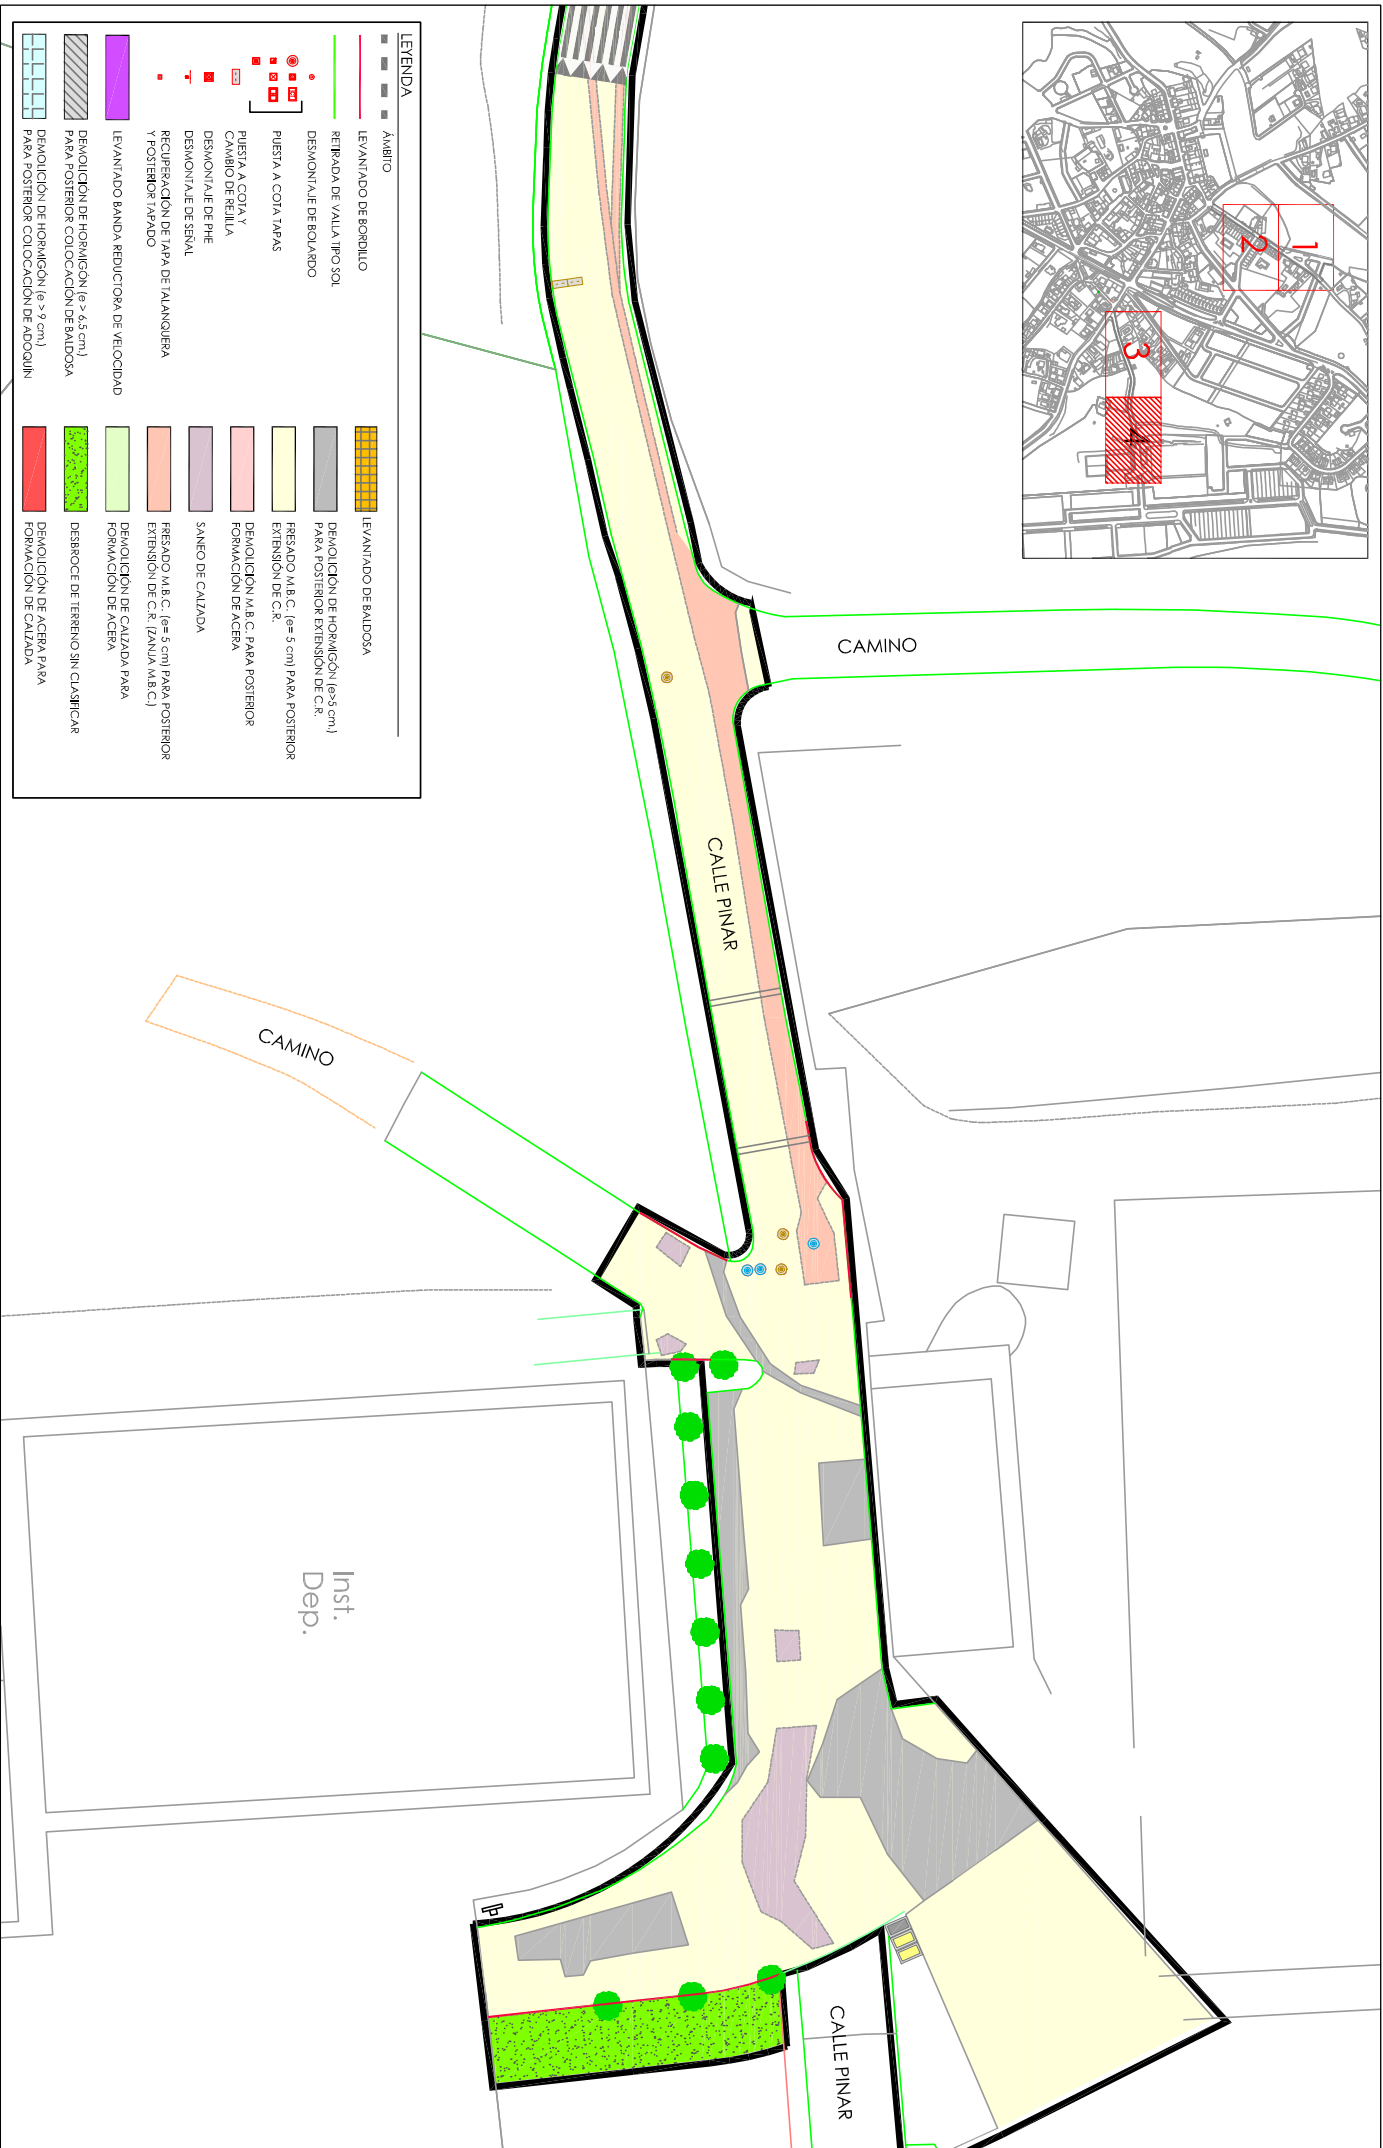 LEYENDA
ÁMBITO
LEVANTADO DE BORDILLO
RETIRADA DE VALLA TIPO SOL
DESMONTAJE DE BOLARDO
PUESTA A COTA TAPAS
PUESTA A COTA Y
CAMBIO DE REJILLA
DESMONTAJE DE PHE
DESMONTAJE DE SEÑAL
RECUPERACIÓN DE TAPA DE TALANQUERA
Y POSTERIOR TAPADO
LEVANTADO BANDA REDUCTORA DE VELOCIDAD
DEMOLICIÓN DE HORMIGÓN (e > 6,5 cm.)
PARA POSTERIOR COLOCACIÓN DE BALDOSA
DEMOLICIÓN DE HORMIGÓN (e > 9 cm.)
PARA POSTERIOR COLOCACIÓN DE ADOQUÍN
LEVANTADO DE BALDOSA
DEMOLICIÓN DE HORMIGÓN (e>5 cm.)
PARA POSTERIOR EXTENSIÓN DE C.R.
FRESADO M.B.C. (e= 5 cm) PARA POSTERIOR
EXTENSIÓN DE C.R.
DEMOLICIÓN M.B.C. PARA POSTERIOR
FORMACIÓN DE ACERA
SANEO DE CALZADA
FRESADO M.B.C. (e= 5 cm) PARA POSTERIOR
EXTENSIÓN DE C.R. (ZANJA M.B.C.)
DEMOLICIÓN DE CALZADA PARA
FORMACIÓN DE ACERA
DESBROCE DE TERRENO SIN CLASIFICAR
DEMOLICIÓN DE ACERA PARA
FORMACIÓN DE CALZADA
1
2
3
4
CAMINO
CALLE PINAR
CAMINO
Inst.
Dep.
CALLE PINAR